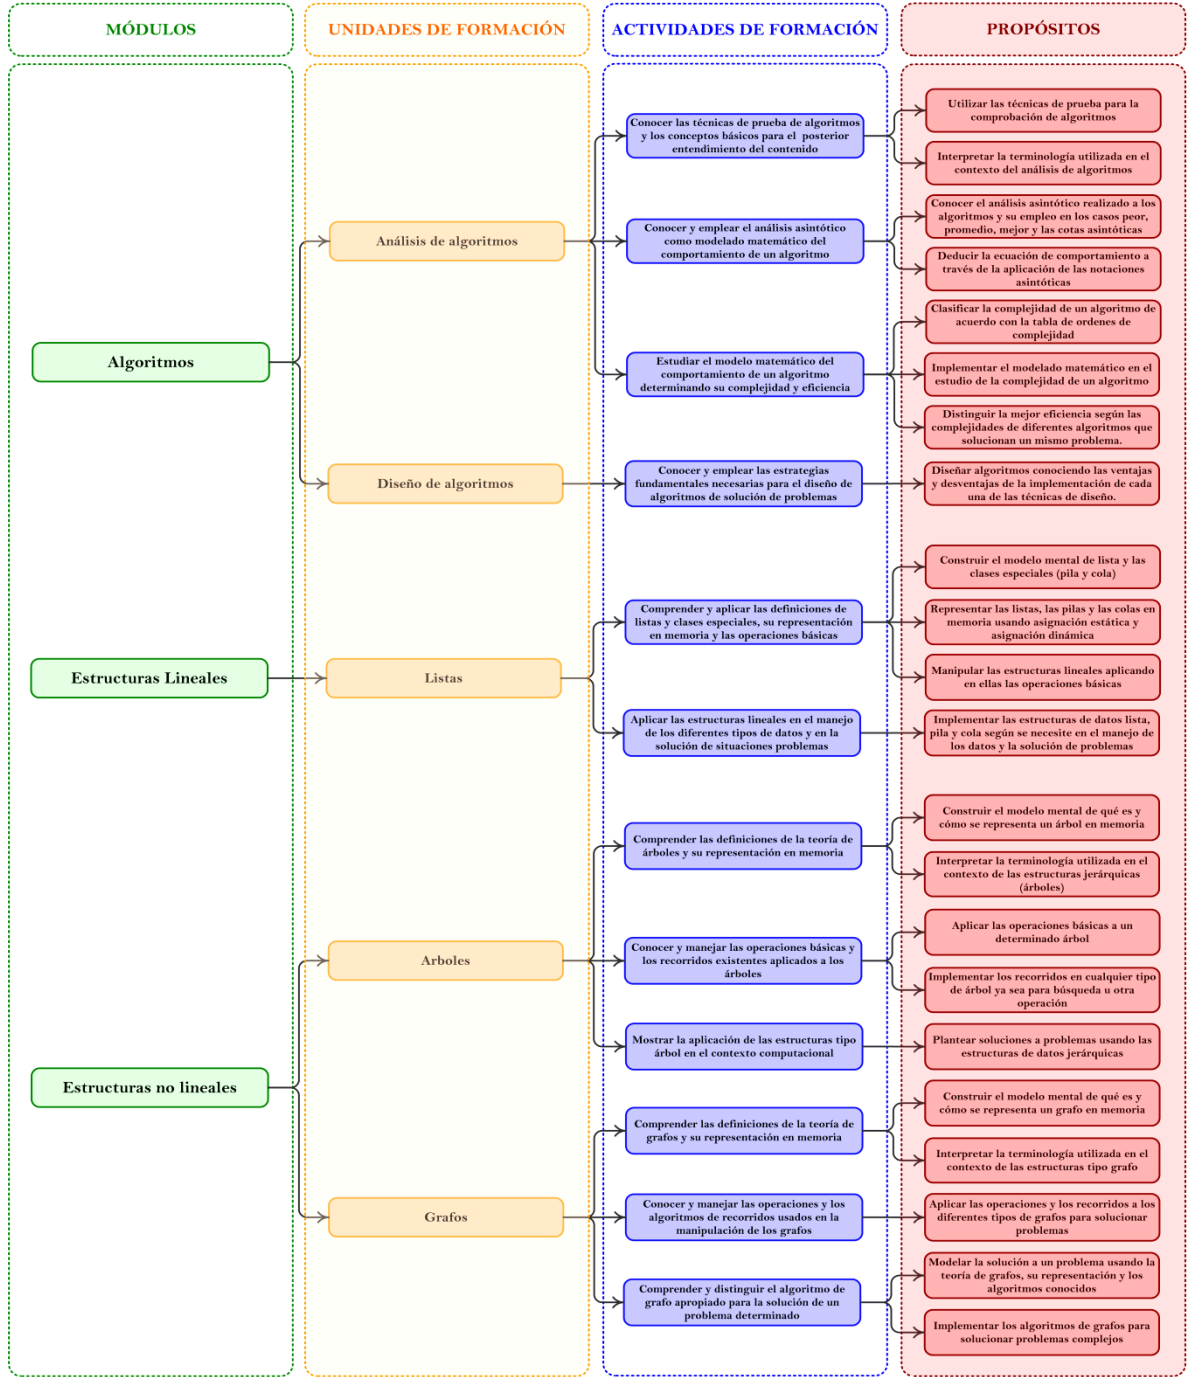 MÓDULOS
UNIDADES DE FORMACIÓN
ACTIVIDADES DE FORMACIÓN
PROPÓSITOS
Algoritmos
Análisis de algoritmos
Conocer las técnicas de prueba de algoritmos
y los conceptos básicos para el posterior
entendimiento del contenido
Utilizar las técnicas de prueba para la
comprobación de algoritmos
Interpretar la terminología utilizada en el
contexto del análisis de algoritmos
Conocer y emplear el análisis asintótico
como modelado matemático del
comportamiento de un algoritmo
Conocer el análisis asintótico realizado a los
algoritmos y su empleo en los casos peor,
promedio, mejor y las cotas asintóticas
Deducir la ecuación de comportamiento a
través de la aplicación de las notaciones
asintóticas
Estudiar el modelo matemático del
comportamiento de un algoritmo
determinando su complejidad y eficiencia
Clasificar la complejidad de un algoritmo de
acuerdo con la tabla de ordenes de
complejidad
Implementar el modelado matemático en el
estudio de la complejidad de un algoritmo
Distinguir la mejor eficiencia según las
complejidades de diferentes algoritmos que
solucionan un mismo problema.
Diseño de algoritmos
Conocer y emplear las estrategias
fundamentales necesarias para el diseño de
algoritmos de solución de problemas
Diseñar algoritmos conociendo las ventajas
y desventajas de la implementación de cada
una de las técnicas de diseño.
Estructuras Lineales
Listas
Comprender y aplicar las definiciones de
listas y clases especiales, su representación
en memoria y las operaciones básicas
Construir el modelo mental de lista y las
clases especiales (pila y cola)
Representar las listas, las pilas y las colas en
memoria usando asignación estática y
asignación dinámica
Manipular las estructuras lineales aplicando
en ellas las operaciones básicas
Aplicar las estructuras lineales en el manejo
de los diferentes tipos de datos y en la
solución de situaciones problemas
Implementar las estructuras de datos lista,
pila y cola según se necesite en el manejo de
los datos y la solución de problemas
Estructuras no lineales
Arboles
Comprender las definiciones de la teoría de
árboles y su representación en memoria
Construir el modelo mental de qué es y
cómo se representa un árbol en memoria
Interpretar la terminología utilizada en el
contexto de las estructuras jerárquicas
(árboles)
Conocer y manejar las operaciones básicas y
los recorridos existentes aplicados a los
árboles
Aplicar las operaciones básicas a un
determinado árbol
Implementar los recorridos en cualquier tipo
de árbol ya sea para búsqueda u otra
operación
Mostrar la aplicación de las estructuras tipo
árbol en el contexto computacional
Plantear soluciones a problemas usando las
estructuras de datos jerárquicas
Grafos
Comprender las definiciones de la teoría de
grafos y su representación en memoria
Construir el modelo mental de qué es y
cómo se representa un grafo en memoria
Interpretar la terminología utilizada en el
contexto de las estructuras tipo grafo
Conocer y manejar las operaciones y los
algoritmos de recorridos usados en la
manipulación de los grafos
Aplicar las operaciones y los recorridos a los
diferentes tipos de grafos para solucionar
problemas
Comprender y distinguir el algoritmo de
grafo apropiado para la solución de un
problema determinado
Modelar la solución a un problema usando la
teoría de grafos, su representación y los
algoritmos conocidos
Implementar los algoritmos de grafos para
solucionar problemas complejos